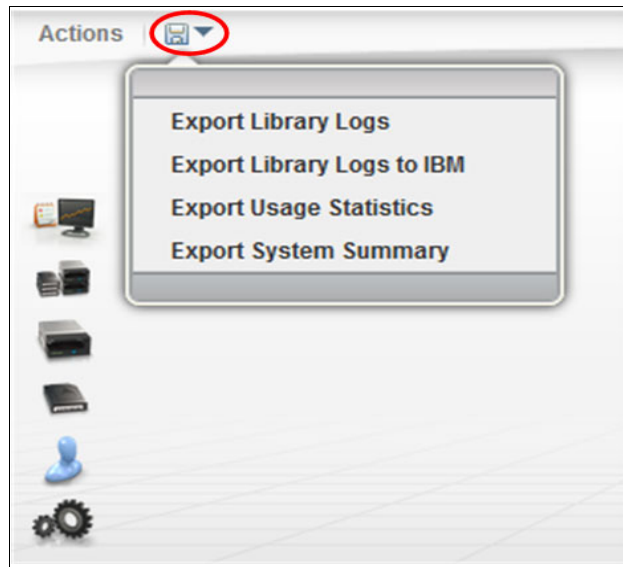 Actions
Export Library Logs
Export Library Logs to IBM
Export Usage Statistics
Export System Summary